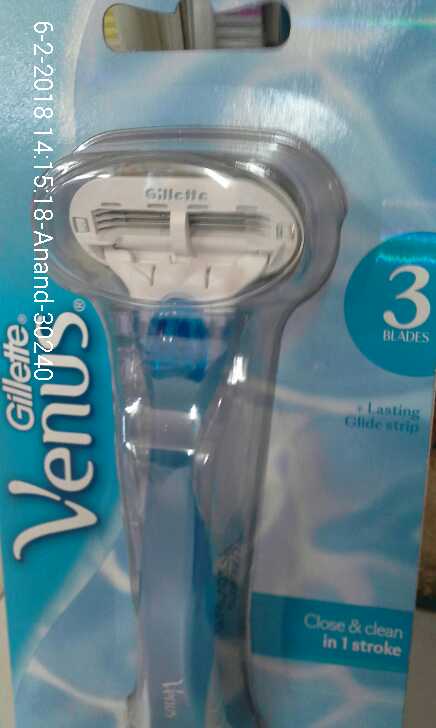 6-2-2018 14:15:18-Anand-30240
Gillette
Gillette®
Venus®
3
BLADES
+ Lasting
Glide strip
Close & clean
in 1 stroke
Venus